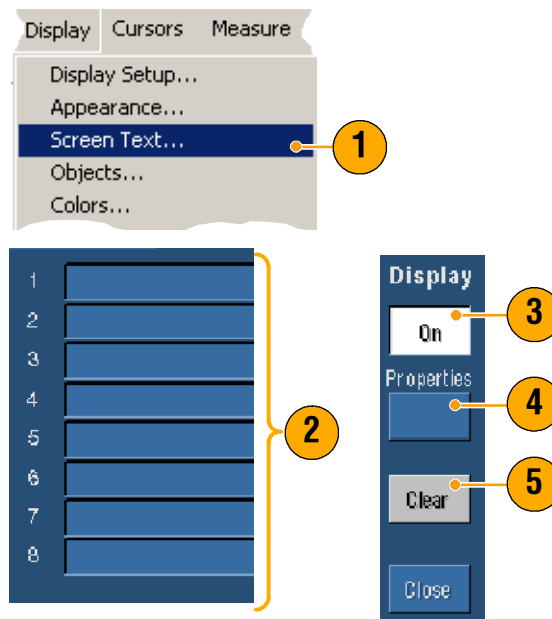 Display Cursors Measure
Display Setup...
Appearance...
Screen Text...
1
Objects...
Colors...
1
2
3
4
5
6
7
8
2
Display
On
3
Properties
4
Clear
5
Close